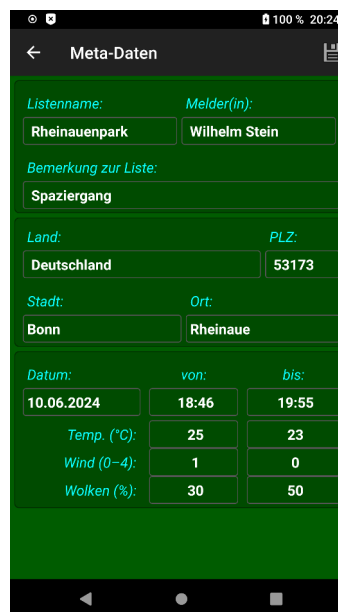 100 % 20:24
Meta-Daten
Listenname: Melder(in):
Rheinauenpark Wilhelm Stein
Bemerkung zur Liste:
Spaziergang
Land: PLZ:
Deutschland 53173
Stadt: Ort:
Bonn Rheinaue
Datum: von: bis:
10.06.2024 18:46 19:55
Temp. (°C): 25 23
Wind (0–4): 1 0
Wolken (%): 30 50